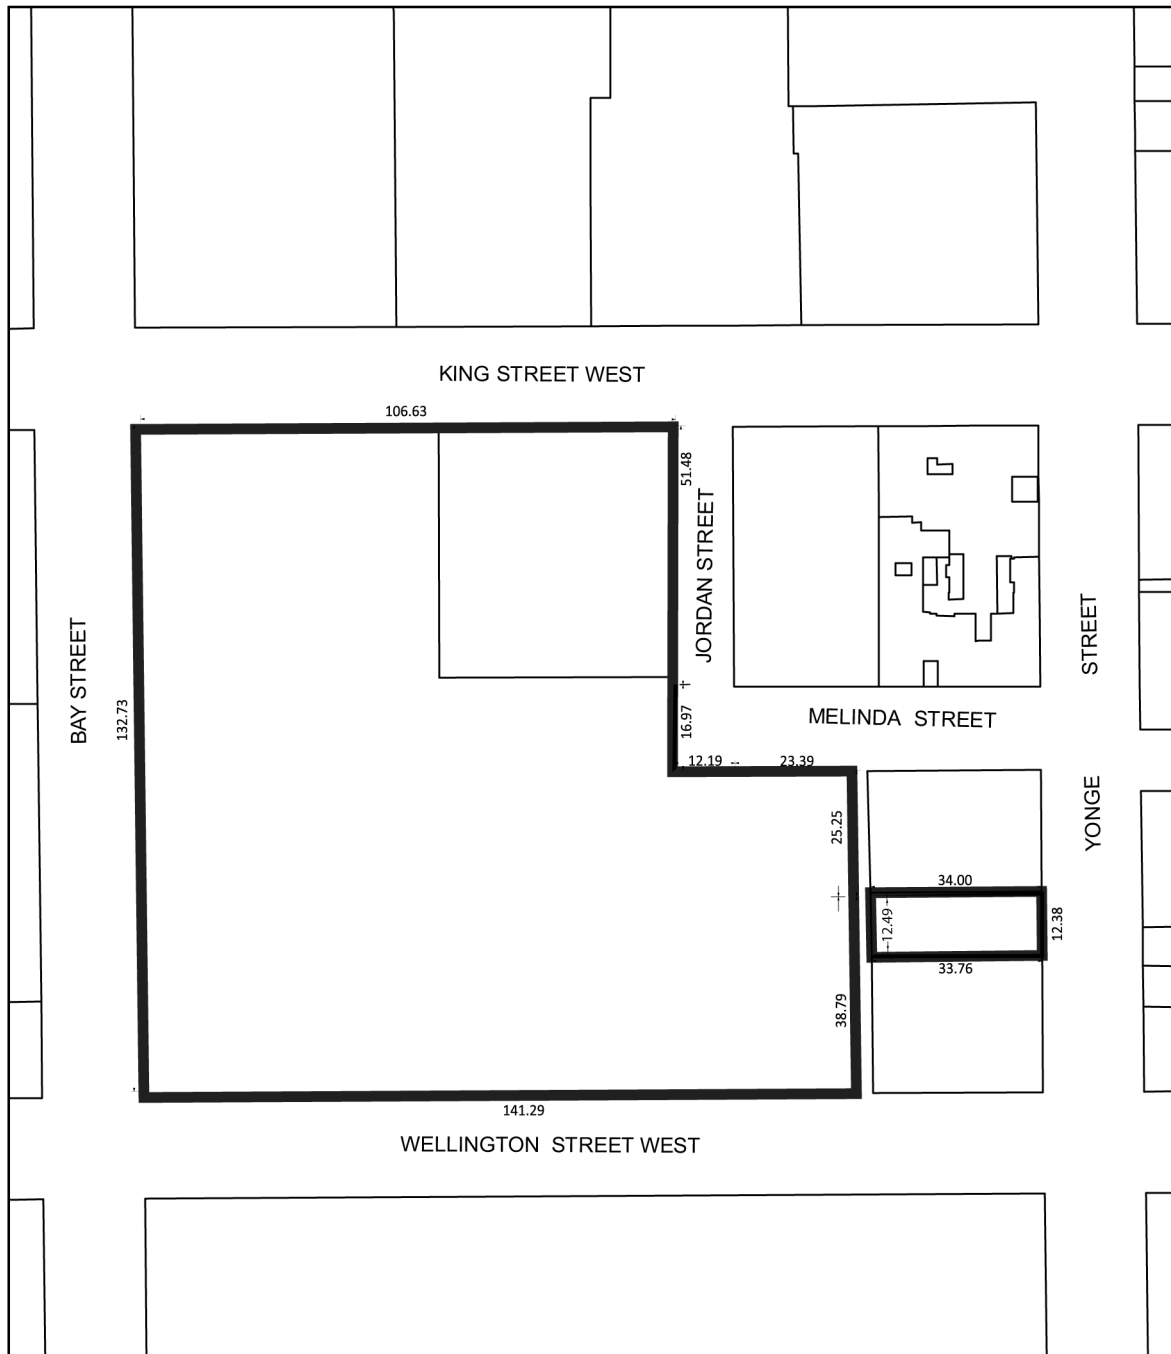 KING STREET WEST
106.63
51.48
JORDAN STREET
BAY STREET
132.73
16.97
MELINDA STREET
STREET
YONGE
12.19
23.39
25.25
34.00
12.49
12.38
33.76
38.79
141.29
WELLINGTON STREET WEST